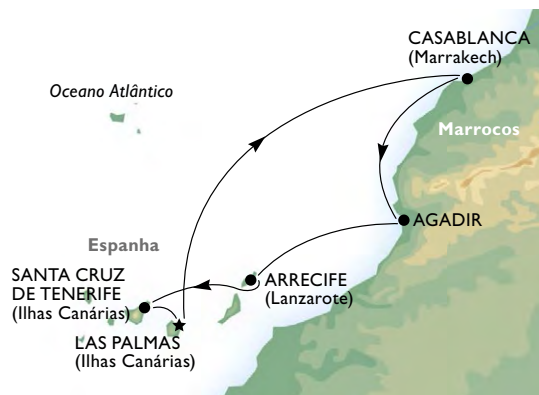 CASABLANCA
(Marrakech)
Oceano Atlântico
Marrocos
AGADIR
Espanha
SANTA CRUZ
DE TENERIFE
(Ilhas Canárias)
ARRECIFE
(Lanzarote)
LAS PALMAS
(Ilhas Canárias)